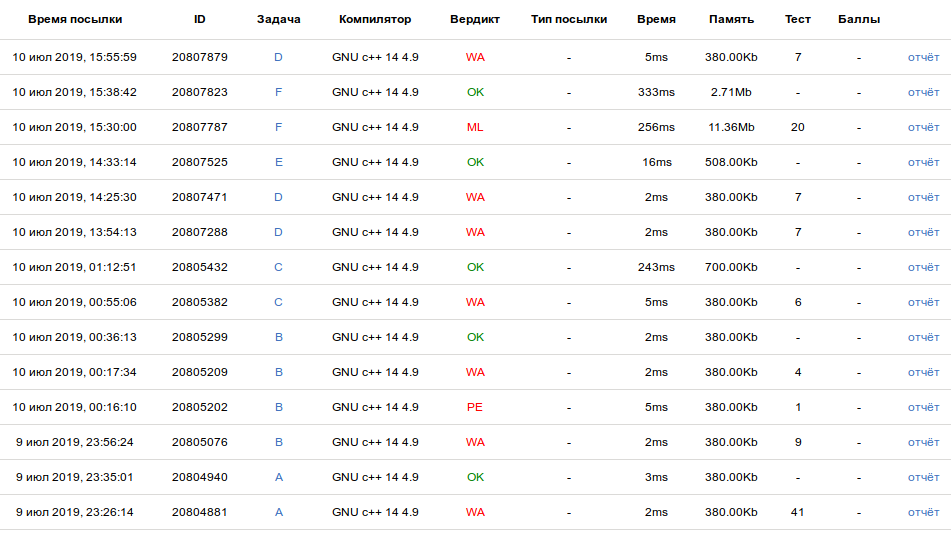 Время посылки ID Задача Компилятор Вердикт Тип посылки Время Память Тест Баллы
10 июл 2019, 15:55:59 20807879 D GNU c++ 14 4.9 WA - 5ms 380.00Kb 7 - отчёт
10 июл 2019, 15:38:42 20807823 F GNU c++ 14 4.9 OK - 333ms 2.71Mb - - отчёт
10 июл 2019, 15:30:00 20807787 F GNU c++ 14 4.9 ML - 256ms 11.36Mb 20 - отчёт
10 июл 2019, 14:33:14 20807525 E GNU c++ 14 4.9 OK - 16ms 508.00Kb - - отчёт
10 июл 2019, 14:25:30 20807471 D GNU c++ 14 4.9 WA - 2ms 380.00Kb 7 - отчёт
10 июл 2019, 13:54:13 20807288 D GNU c++ 14 4.9 WA - 2ms 380.00Kb 7 - отчёт
10 июл 2019, 01:12:51 20805432 C GNU c++ 14 4.9 OK - 243ms 700.00Kb - - отчёт
10 июл 2019, 00:55:06 20805382 C GNU c++ 14 4.9 WA - 5ms 380.00Kb 6 - отчёт
10 июл 2019, 00:36:13 20805299 B GNU c++ 14 4.9 OK - 2ms 380.00Kb - - отчёт
10 июл 2019, 00:17:34 20805209 B GNU c++ 14 4.9 WA - 2ms 380.00Kb 4 - отчёт
10 июл 2019, 00:16:10 20805202 B GNU c++ 14 4.9 PE - 5ms 380.00Kb 1 - отчёт
9 июл 2019, 23:56:24 20805076 B GNU c++ 14 4.9 WA - 2ms 380.00Kb 9 - отчёт
9 июл 2019, 23:35:01 20804940 A GNU c++ 14 4.9 OK - 3ms 380.00Kb - - отчёт
9 июл 2019, 23:26:14 20804881 A GNU c++ 14 4.9 WA - 2ms 380.00Kb 41 - отчёт